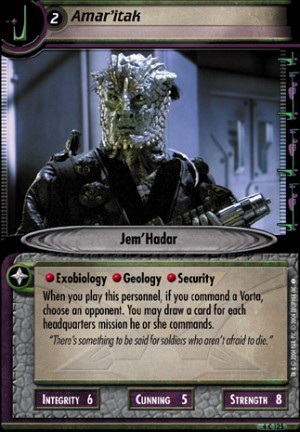 2 Amar'itak
Jem'Hadar
Exobiology Geology Security
When you play this personnel, if you command a Vorta,
choose an opponent. You may draw a card for each
headquarters mission he or she commands.
"There's something to be said for soldiers who aren't afraid to die."
INTEGRITY 6 CUNNING 5 STRENGTH 8
4 C 125